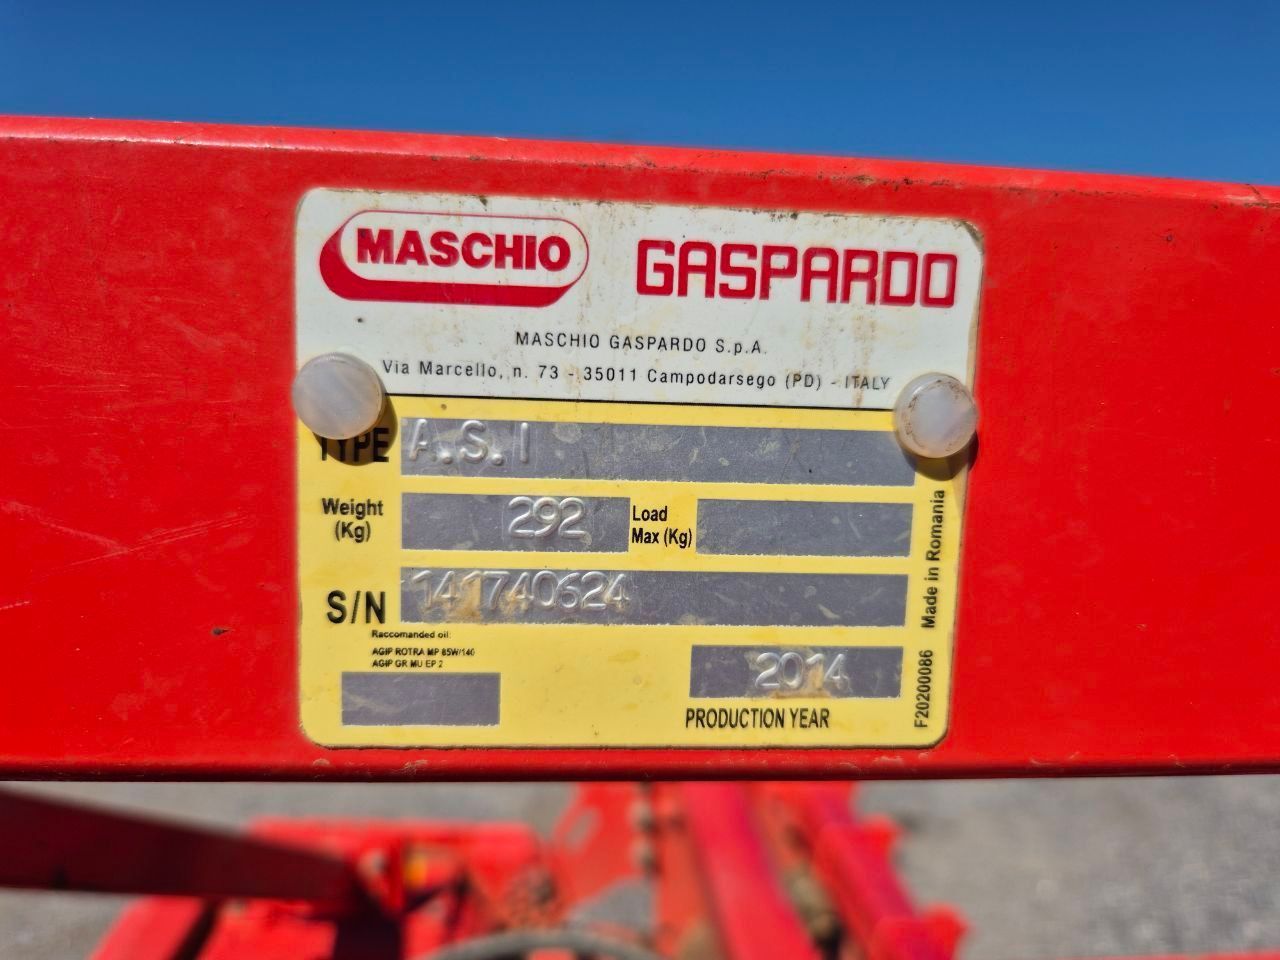 MASCHIO GASPARDO
MASCHIO GASPARDO S.p.A.
Via Marcello, n. 73 - 35011 Campodarsego (PD) - ITALY
TYPE A.S.I
Weight (Kg) 292 Load Max (Kg)
S/N 141740624
Raccomanded oil:
AGIP ROTRA MP 85W/140
AGIP GR MU EP 2
2014
PRODUCTION YEAR
F20200086 Made in Romania